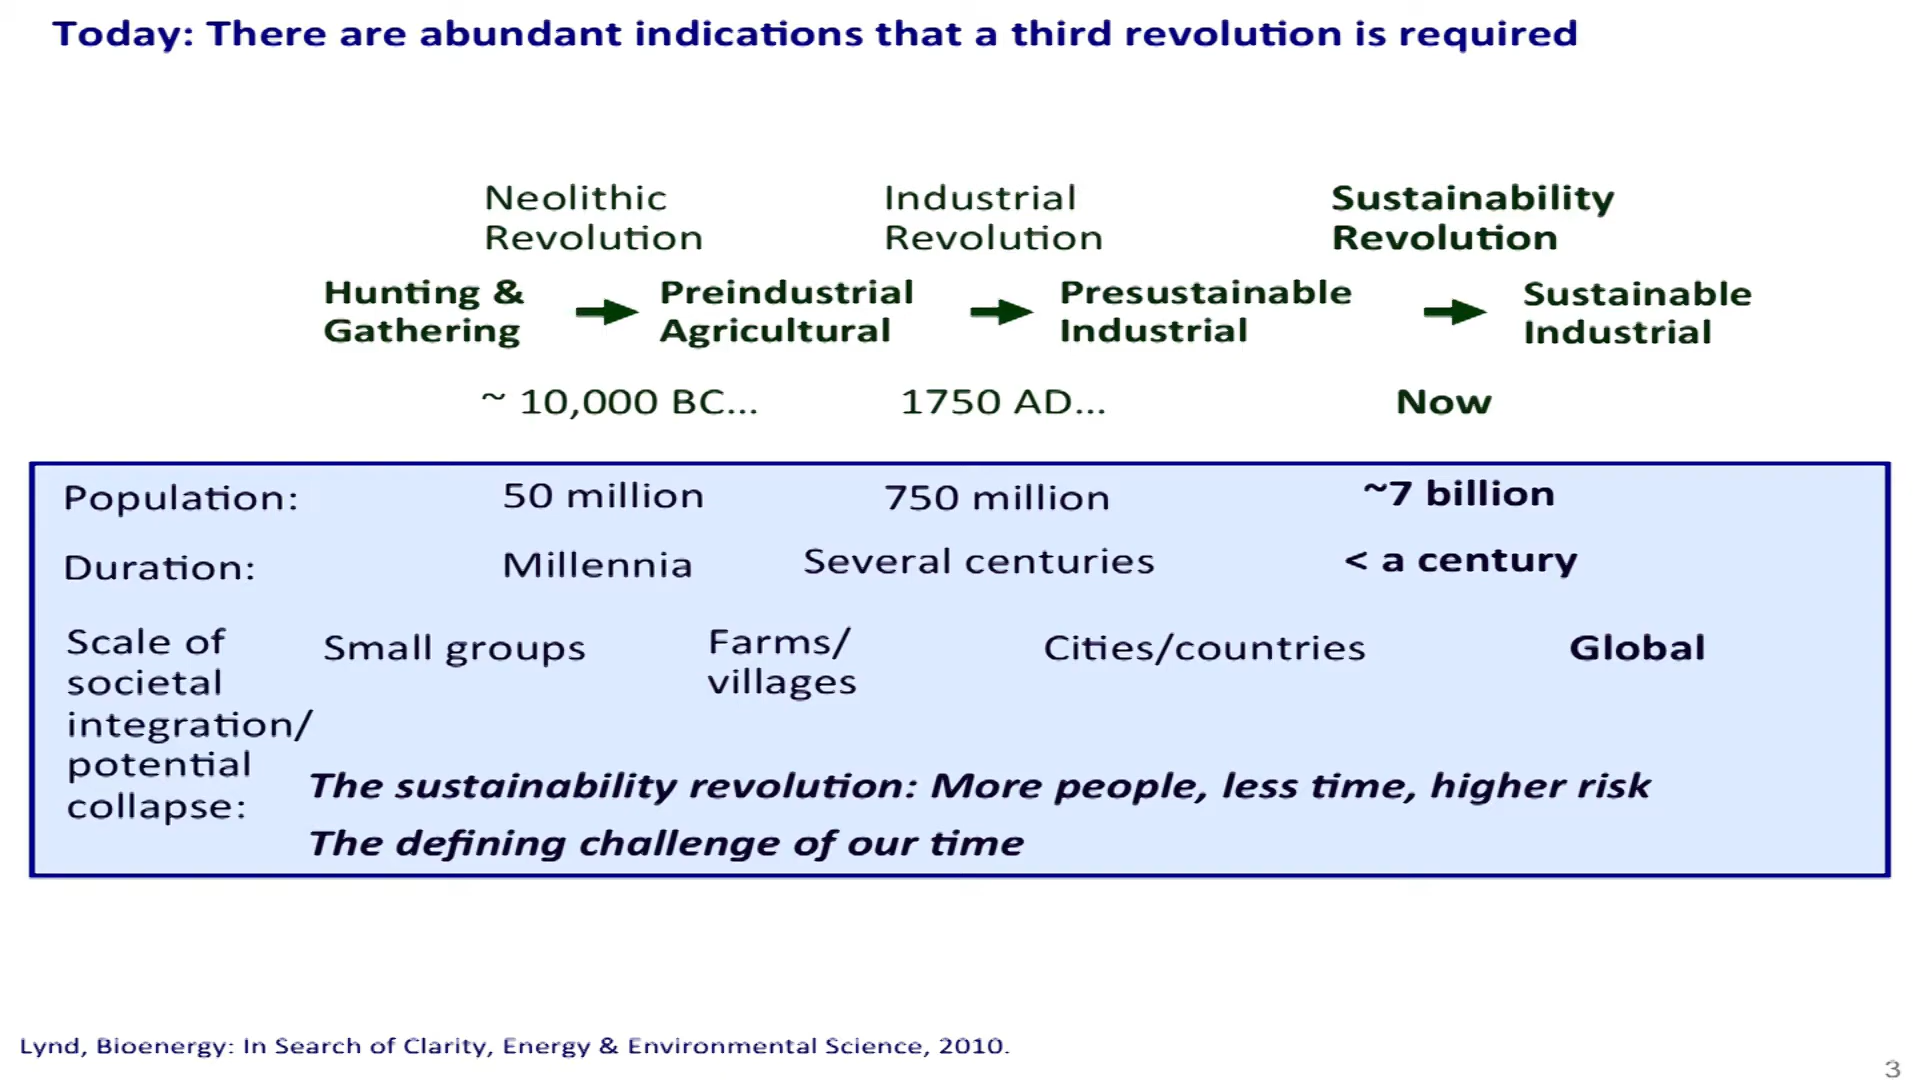 Today: There are abundant indications that a third revolution is required
Neolithic
Revolution
Industrial
Revolution
Sustainability
Revolution
Hunting &
Gathering
Preindustrial
Agricultural
Presustainable
Industrial
Sustainable
Industrial
~ 10,000 BC...
1750 AD...
Now
Population:
50 million
750 million
~7 billion
Duration:
Millennia
Several centuries
< a century
Scale of
societal
integration/
potential
collapse:
Small groups
Farms/
villages
Cities/countries
Global
The sustainability revolution: More people, less time, higher risk
The defining challenge of our time
Lynd, Bioenergy: In Search of Clarity, Energy & Environmental Science, 2010.
3